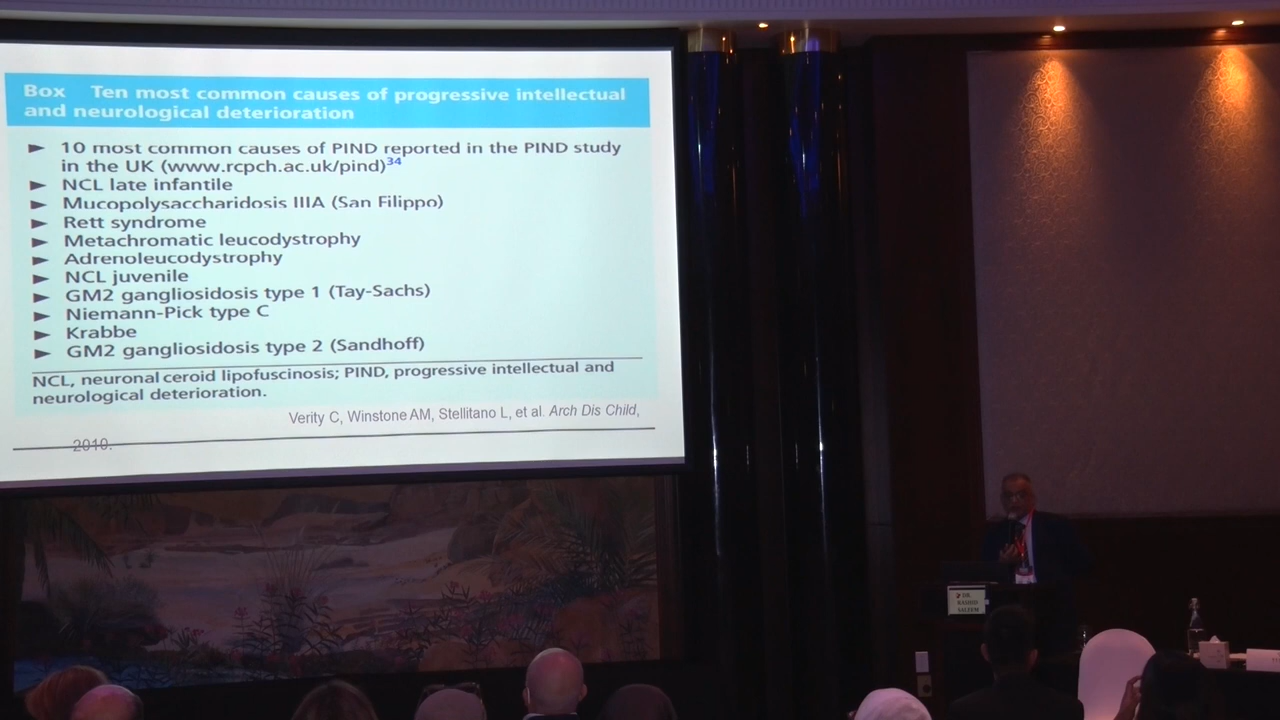 Box Ten most common causes of progressive intellectual
and neurological deterioration
► 10 most common causes of PIND reported in the PIND study
in the UK (www.rcpch.ac.uk/pind)34
► NCL late infantile
► Mucopolysaccharidosis IIIA (San Filippo)
► Rett syndrome
► Metachromatic leucodystrophy
► Adrenoleucodystrophy
► NCL juvenile
► GM2 gangliosidosis type 1 (Tay-Sachs)
► Niemann-Pick type C
► Krabbe
► GM2 gangliosidosis type 2 (Sandhoff)
NCL, neuronal ceroid lipofuscinosis; PIND, progressive intellectual and
neurological deterioration.
Verity C, Winstone AM, Stellitano L, et al. Arch Dis Child,
2010.
DR.
RASHID
SALEEM